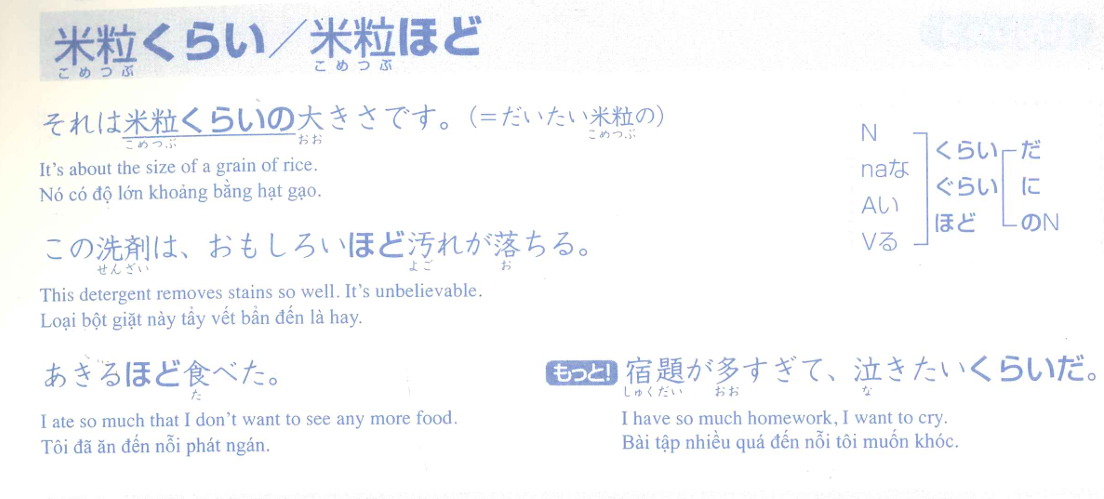 米粒くらい／米粒ほど
こめつぶ こめつぶ
それは米粒くらいの大きさです。（＝だいたい米粒の）
こめつぶ おお こめつぶ
It's about the size of a grain of rice.
Nó có độ lớn khoảng bằng hạt gạo.
N
naな
Aい
Vる
くらい
ぐらい
ほど
だ
に
のN
この洗剤は、おもしろいほど汚れが落ちる。
せんざい よご お
This detergent removes stains so well. It's unbelievable.
Loại bột giặt này tẩy vết bẩn đến là hay.
あきるほど食べた。
た
I ate so much that I don't want to see any more food.
Tôi đã ăn đến nỗi phát ngán.
もっと! 宿題が多すぎて、泣きたいくらいだ。
しゅくだい おお な
I have so much homework, I want to cry.
Bài tập nhiều quá đến nỗi tôi muốn khóc.